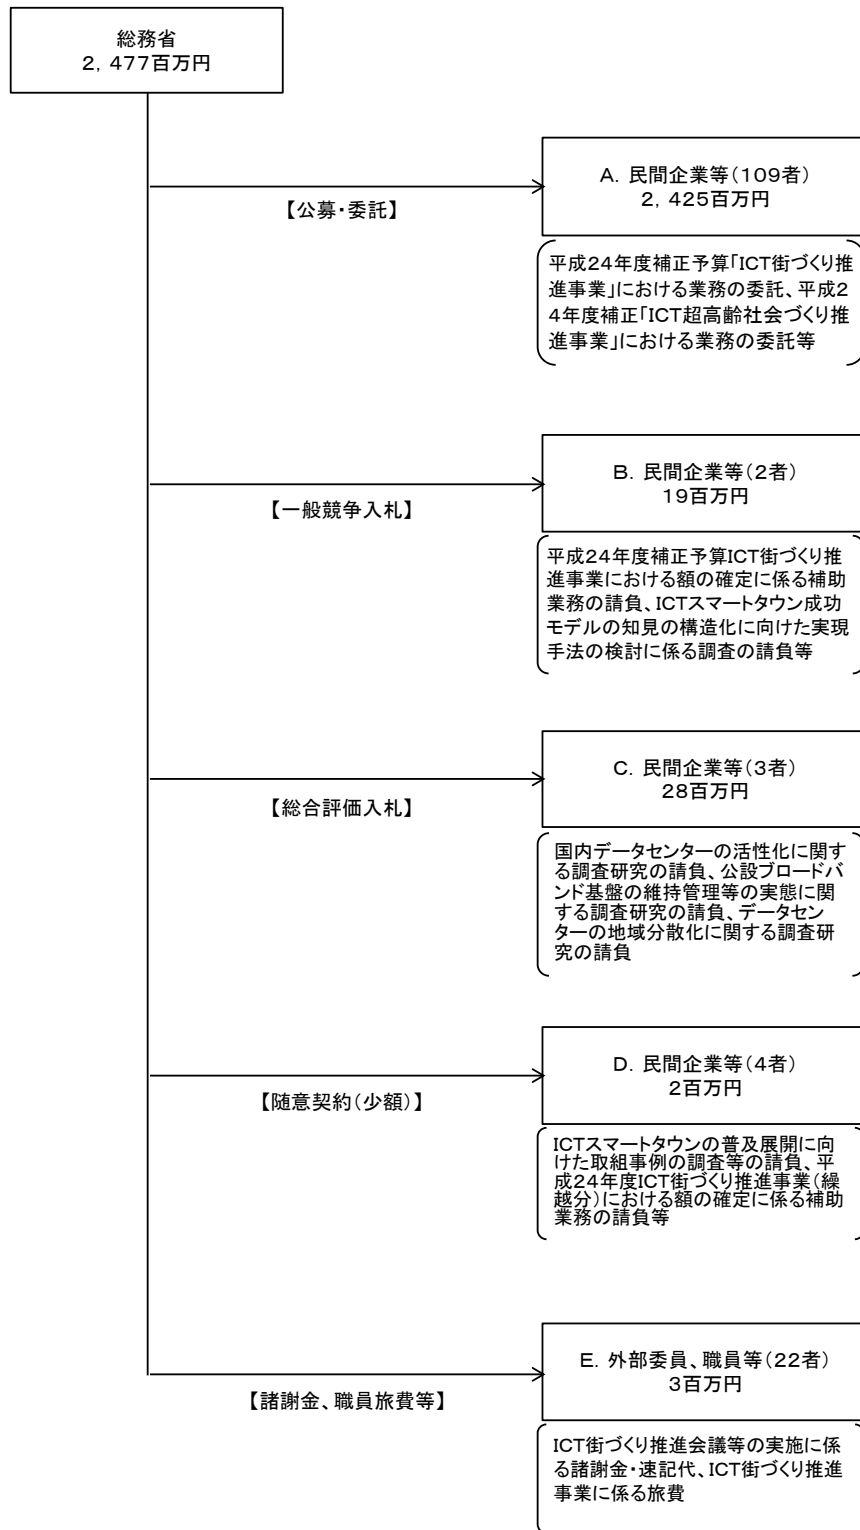 総務省
２，４７７百万円
A．民間企業等（１０９者）
２，４２５百万円
【公募・委託】
平成２４年度補正予算「ICT街づくり推
進事業」における業務の委託、平成２
４年度補正「ICT超高齢社会づくり推
進事業」における業務の委託等
B．民間企業等（２者）
１９百万円
【一般競争入札】
平成２４年度補正予算ICT街づくり推
進事業における額の確定に係る補助
業務の請負、ICTスマートタウン成功
モデルの知見の構造化に向けた実現
手法の検討に係る調査の請負等
C．民間企業等（３者）
２８百万円
【総合評価入札】
国内データセンターの活性化に関す
る調査研究の請負、公設ブロードバ
ンド基盤の維持管理等の実態に関
する調査研究の請負、データセン
ターの地域分散化に関する調査研
究の請負
D．民間企業等（４者）
２百万円
【随意契約（少額）】
ICTスマートタウンの普及展開に向
けた取組事例の調査等の請負、平
成２４年度ICT街づくり推進事業（繰
越分）における額の確定に係る補助
業務の請負等
E．外部委員、職員等（２２者）
３百万円
【諸謝金、職員旅費等】
ICT街づくり推進会議等の実施に係
る諸謝金・速記代、ICT街づくり推進
事業に係る旅費